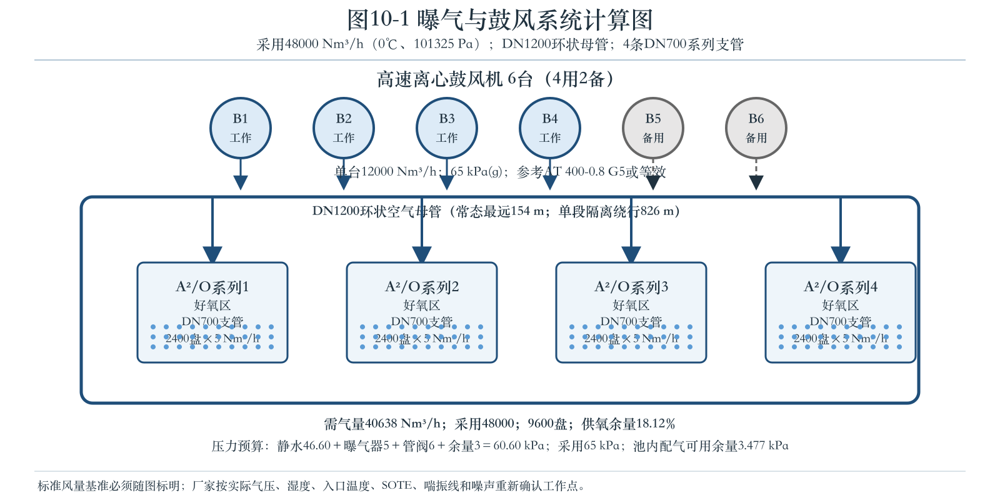 图10-1 曝气与鼓风系统计算图
采用48000 Nm³/h（0℃、101325 Pa）；DN1200环状母管；4条DN700系列支管
高速离心鼓风机 6台（4用2备）
B1
工作
B2
工作
B3
工作
B4
工作
B5
备用
B6
备用
单台12000 Nm³/h；65 kPa(g)；参考AT 400-0.8 G5或等效
DN1200环状空气母管（常态最远154 m；单段隔离绕行826 m）
A²/O系列1
好氧区
DN700支管
2400盘×5 Nm³/h
A²/O系列2
好氧区
DN700支管
2400盘×5 Nm³/h
A²/O系列3
好氧区
DN700支管
2400盘×5 Nm³/h
A²/O系列4
好氧区
DN700支管
2400盘×5 Nm³/h
需气量40638 Nm³/h；采用48000；9600盘；供氧余量18.12%
压力预算：静水46.60＋曝气器5＋管阀6＋余量3＝60.60 kPa；采用65 kPa；池内配气可用余量3.477 kPa
标准风量基准必须随图标明；厂家按实际气压、湿度、入口温度、SOTE、喘振线和噪声重新确认工作点。